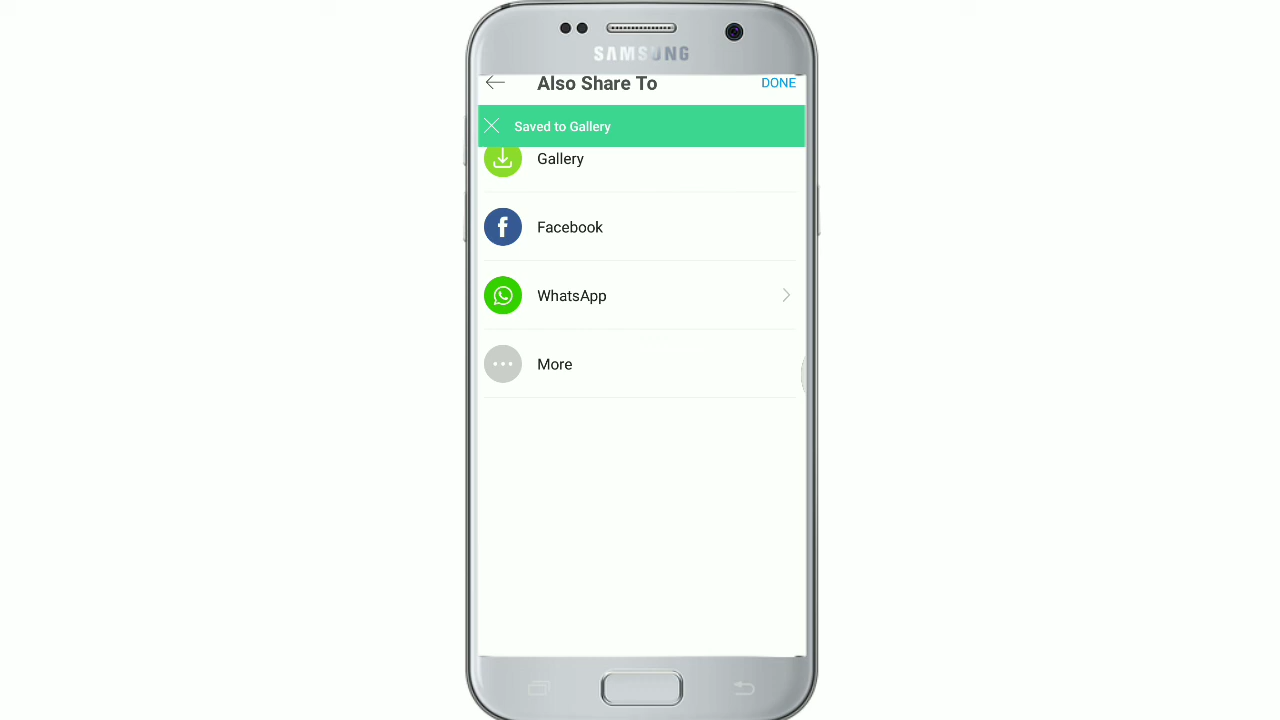 SAMSUNG
Also Share To
DONE
Saved to Gallery
Gallery
Facebook
WhatsApp
More